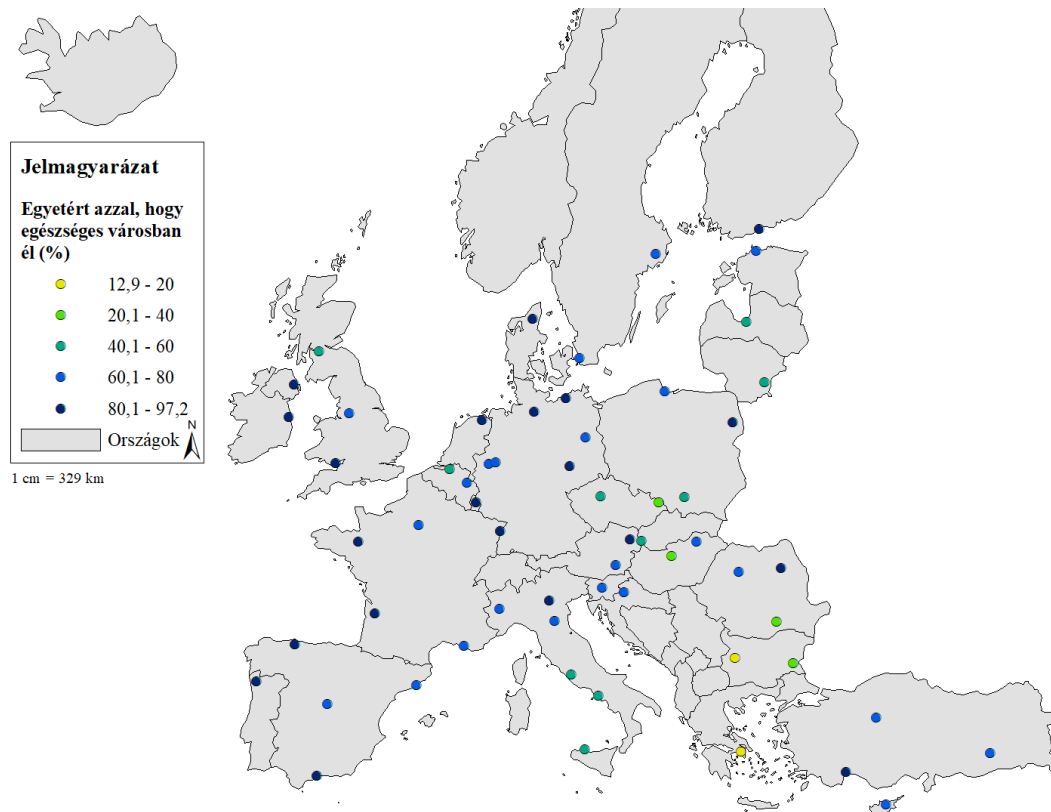 Jelmagyarázat
Egyetért azzal, hogy
egészséges városban
él (%)
12,9 - 20
20,1 - 40
40,1 - 60
60,1 - 80
80,1 - 97,2
Országok
N
1 cm = 329 km